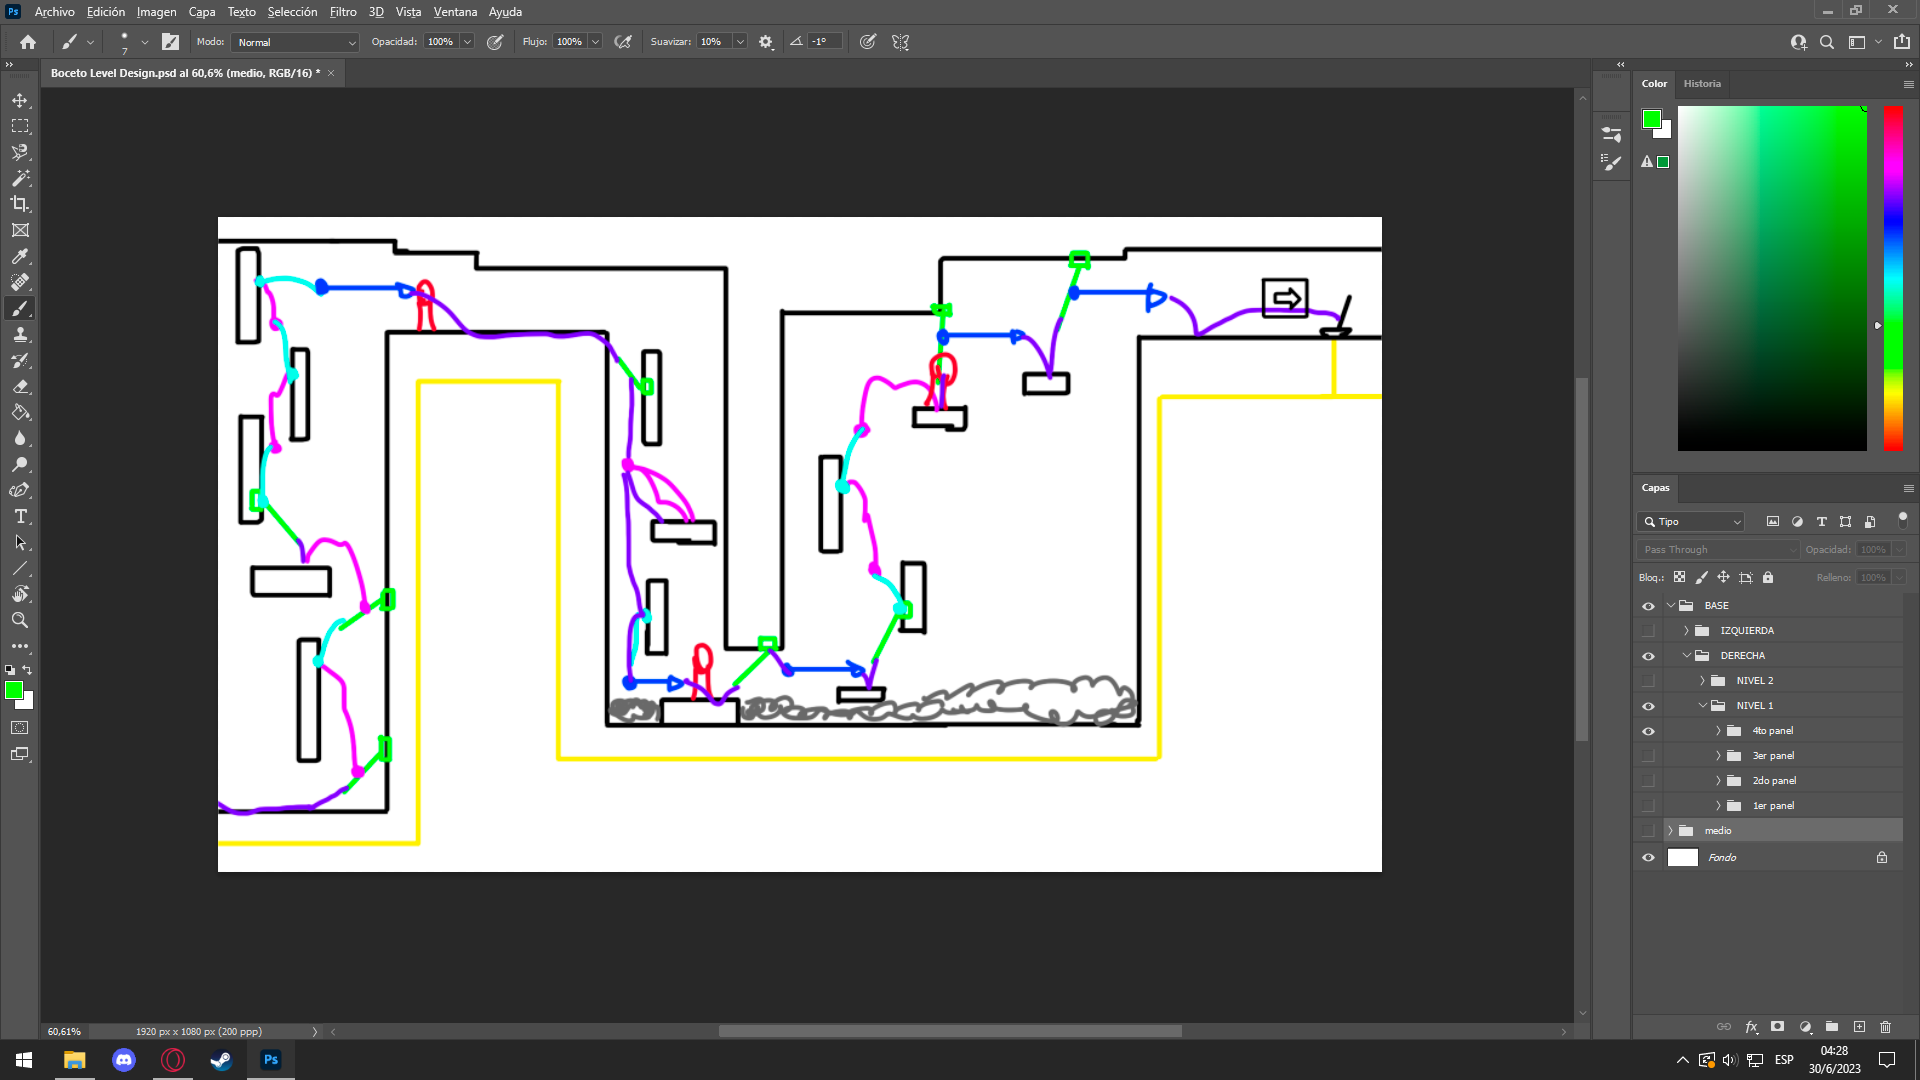 Ps Archivo Edición Imagen Capa Texto Selección Filtro 3D Vista Ventana Ayuda
7 Modo: Normal Opacidad: 100% Flujo: 100% Suavizar: 10% -1°
Boceto Level Design.psd al 60,6% (medio, RGB/16) * ×
Color Historia
Capas
Tipo
Pass Through Opacidad: 100%
Bloq.: Relleno: 100%
BASE
IZQUIERDA
DERECHA
NIVEL 2
NIVEL 1
4to panel
3er panel
2do panel
1er panel
medio
Fondo
fx
60,61% 1920 px x 1080 px (200 ppp)
Ps ESP 04:28
30/6/2023